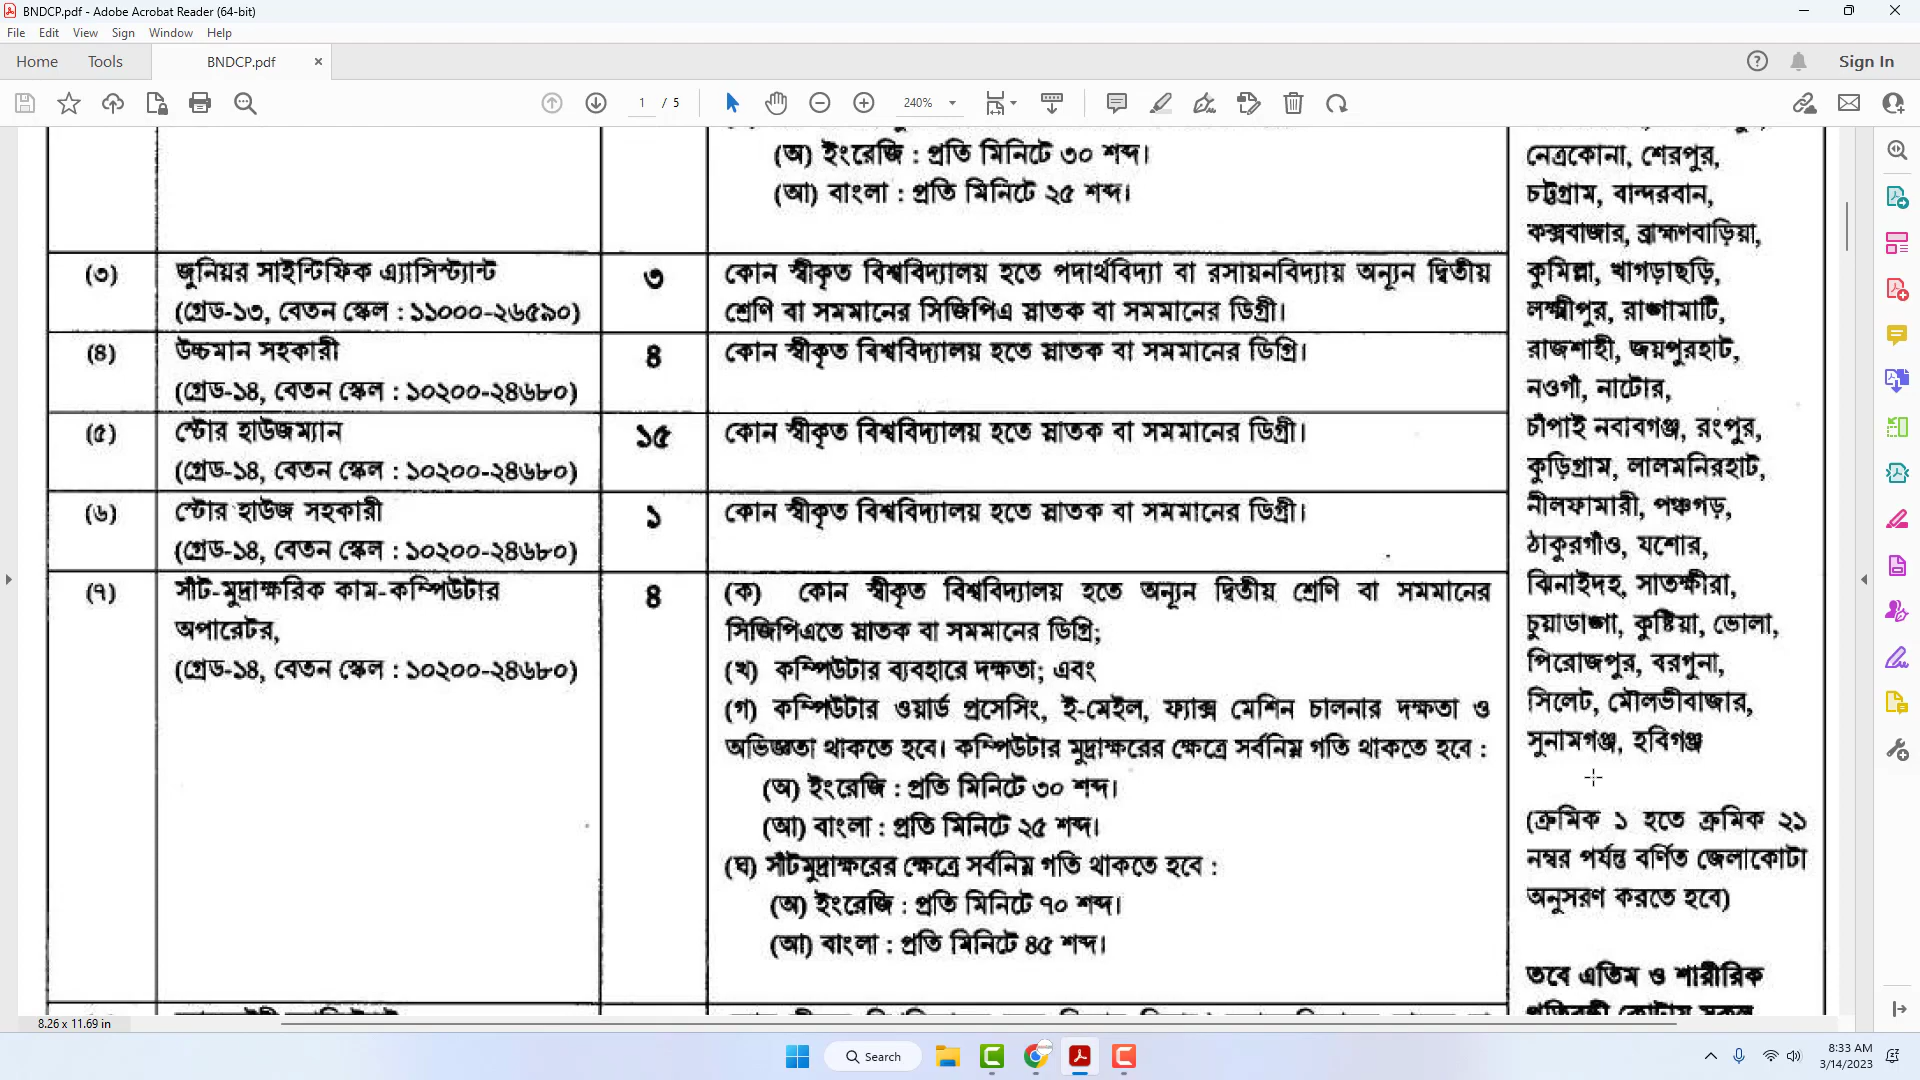 BNDCP.pdf - Adobe Acrobat Reader (64-bit)
File Edit View Sign Window Help
Home Tools BNDCP.pdf × Sign In
1 / 5 240%
(অ) ইংরেজি : প্রতি মিনিটে ৩০ শব্দ।
(আ) বাংলা : প্রতি মিনিটে ২৫ শব্দ।
(৩) জুনিয়র সাইন্টিফিক এ্যাসিস্ট্যান্ট
(গ্রেড-১৩, বেতন স্কেল : ১১০০০-২৬৫৯০)
৩
কোন স্বীকৃত বিশ্ববিদ্যালয় হতে পদার্থবিদ্যা বা রসায়নবিদ্যায় অন্যূন দ্বিতীয়
শ্রেণি বা সমমানের সিজিপিএ স্নাতক বা সমমানের ডিগ্রী।
(৪) উচ্চমান সহকারী
(গ্রেড-১৪, বেতন স্কেল : ১০২০০-২৪৬৮০)
৪
কোন স্বীকৃত বিশ্ববিদ্যালয় হতে স্নাতক বা সমমানের ডিগ্রি।
(৫) স্টোর হাউজম্যান
(গ্রেড-১৪, বেতন স্কেল : ১০২০০-২৪৬৮০)
১৫
কোন স্বীকৃত বিশ্ববিদ্যালয় হতে স্নাতক বা সমমানের ডিগ্রী।
(৬) স্টোর হাউজ সহকারী
(গ্রেড-১৪, বেতন স্কেল : ১০২০০-২৪৬৮০)
১
কোন স্বীকৃত বিশ্ববিদ্যালয় হতে স্নাতক বা সমমানের ডিগ্রী।
(৭) সাঁট-মুদ্রাক্ষরিক কাম-কম্পিউটার
অপারেটর,
(গ্রেড-১৪, বেতন স্কেল : ১০২০০-২৪৬৮০)
৪
(ক) কোন স্বীকৃত বিশ্ববিদ্যালয় হতে অন্যূন দ্বিতীয় শ্রেণি বা সমমানের
সিজিপিএতে স্নাতক বা সমমানের ডিগ্রি;
(খ) কম্পিউটার ব্যবহারে দক্ষতা; এবং
(গ) কম্পিউটার ওয়ার্ড প্রসেসিং, ই-মেইল, ফ্যাক্স মেশিন চালনার দক্ষতা ও
অভিজ্ঞতা থাকতে হবে। কম্পিউটার মুদ্রাক্ষরের ক্ষেত্রে সর্বনিম্ন গতি থাকতে হবে :
(অ) ইংরেজি : প্রতি মিনিটে ৩০ শব্দ।
(আ) বাংলা : প্রতি মিনিটে ২৫ শব্দ।
(ঘ) সাঁটমুদ্রাক্ষরের ক্ষেত্রে সর্বনিম্ন গতি থাকতে হবে :
(অ) ইংরেজি : প্রতি মিনিটে ৭০ শব্দ।
(আ) বাংলা : প্রতি মিনিটে ৪৫ শব্দ।
নেত্রকোনা, শেরপুর,
চট্টগ্রাম, বান্দরবান,
কক্সবাজার, ব্রাহ্মণবাড়িয়া,
কুমিল্লা, খাগড়াছড়ি,
লক্ষ্মীপুর, রাঙ্গামাটি,
রাজশাহী, জয়পুরহাট,
নওগাঁ, নাটোর,
চাঁপাই নবাবগঞ্জ, রংপুর,
কুড়িগ্রাম, লালমনিরহাট,
নীলফামারী, পঞ্চগড়,
ঠাকুরগাঁও, যশোর,
ঝিনাইদহ, সাতক্ষীরা,
চুয়াডাঙ্গা, কুষ্টিয়া, ভোলা,
পিরোজপুর, বরগুনা,
সিলেট, মৌলভীবাজার,
সুনামগঞ্জ, হবিগঞ্জ
(ক্রমিক ১ হতে ক্রমিক ২১
নম্বর পর্যন্ত বর্ণিত জেলাকোটা
অনুসরণ করতে হবে)
তবে এতিম ও শারীরিক
প্রতিবন্ধী কোটায় সকল
8.26 x 11.69 in
Search
8:33 AM
3/14/2023